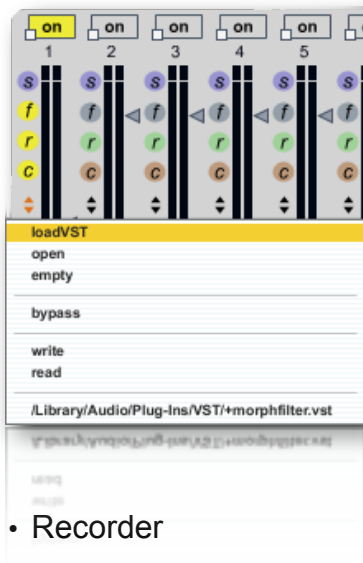 on on on on on
1 2 3 4 5
s s s s s s
f f f f f f
r r r r r r
c c c c c c
loadVST
open
empty
bypass
write
read
/Library/Audio/Plug-Ins/VST/+morphfilter.vst
• Recorder